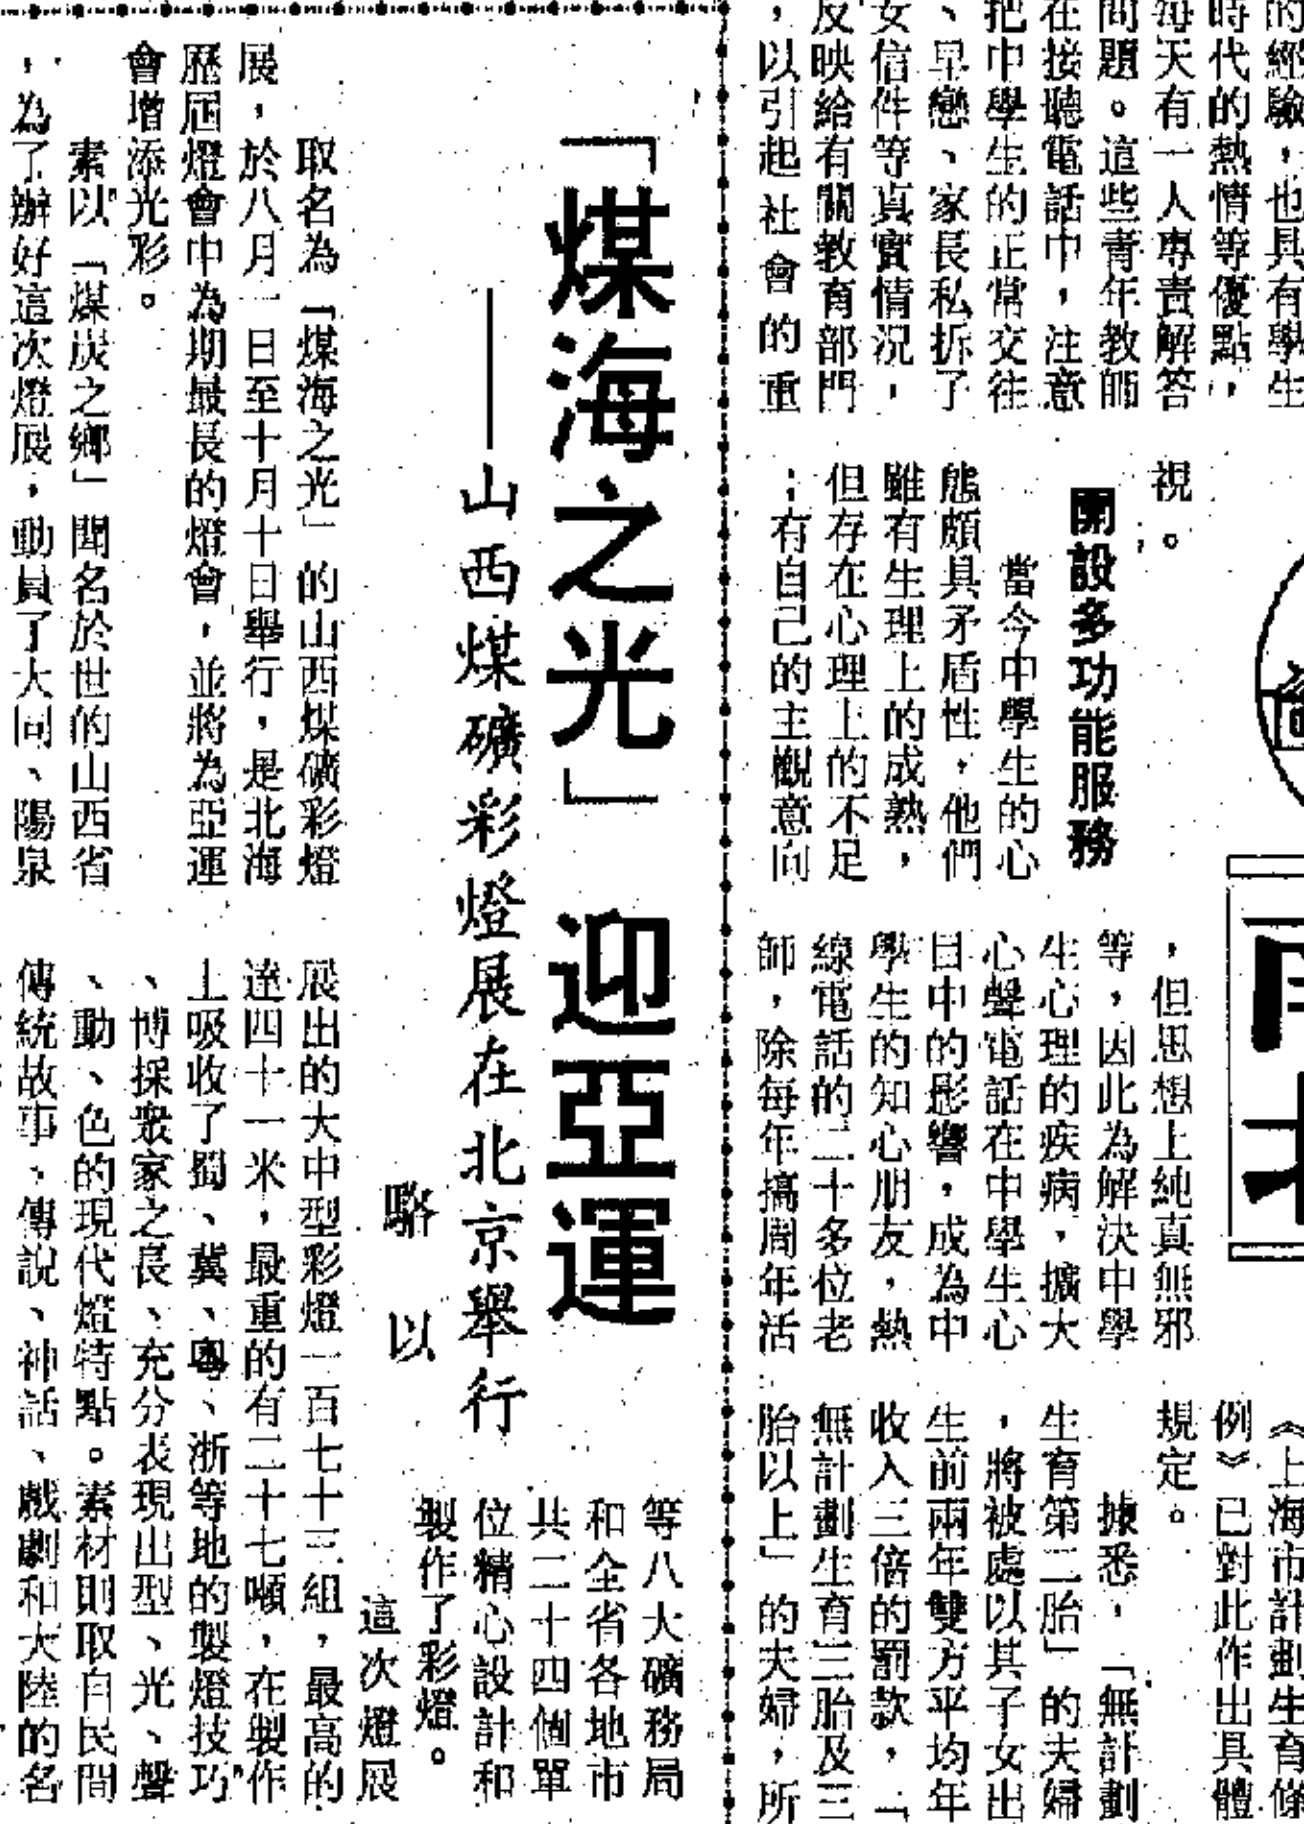 的經驗，也具有學生
時代的熱情等優點，
每天有一人專責解答
問題。這些青年教師
在接聽電話中，注意
把中學生的正常交往
、早戀、家長私拆了
女信件等真實情況，
反映給有關教育部門
，以引起社會的重
視。
開設多功能服務
當今中學生的心
態頗具矛盾性，他們
雖有生理上的成熟，
但存在心理上的不足
；有自己的主觀意向
，但思想上純真無邪
等，因此為解決中學
生心理的疾病，擴大
心聲電話在中學生心
目中的影響，成為中
學生的知心朋友，熱
線電話的二十多位老
師，除每年搞周年活
《上海市計劃生育條
例》已對此作出具體
規定。
據悉，「無計劃
生育第二胎」的夫婦
，將被處以其子女出
生前兩年雙方平均年
收入三倍的罰款，「
無計劃生育三胎及三
胎以上」的夫婦，所
「煤海之光」迎亞運
——山西煤礦彩燈展在北京舉行
駱以
取名為「煤海之光」的山西煤礦彩燈
展，於八月一日至十月十日舉行，是北海
歷屆燈會中為期最長的燈會，並將為亞運
會增添光彩。
素以「煤炭之鄉」聞名於世的山西省
，為了辦好這次燈展，動員了大同、陽泉
等八大礦務局
和全省各地市
共二十四個單
位精心設計和
製作了彩燈。
這次燈展
展出的大中型彩燈一百七十三組，最高的
達四十一米，最重的有二十七噸，在製作
上吸收了蜀、冀、粵、浙等地的製燈技巧
、博採衆家之長、充分表現出型、光、聲
、動、色的現代燈特點。素材則取自民間
傳統故事、傳說、神話、戲劇和大陸的名